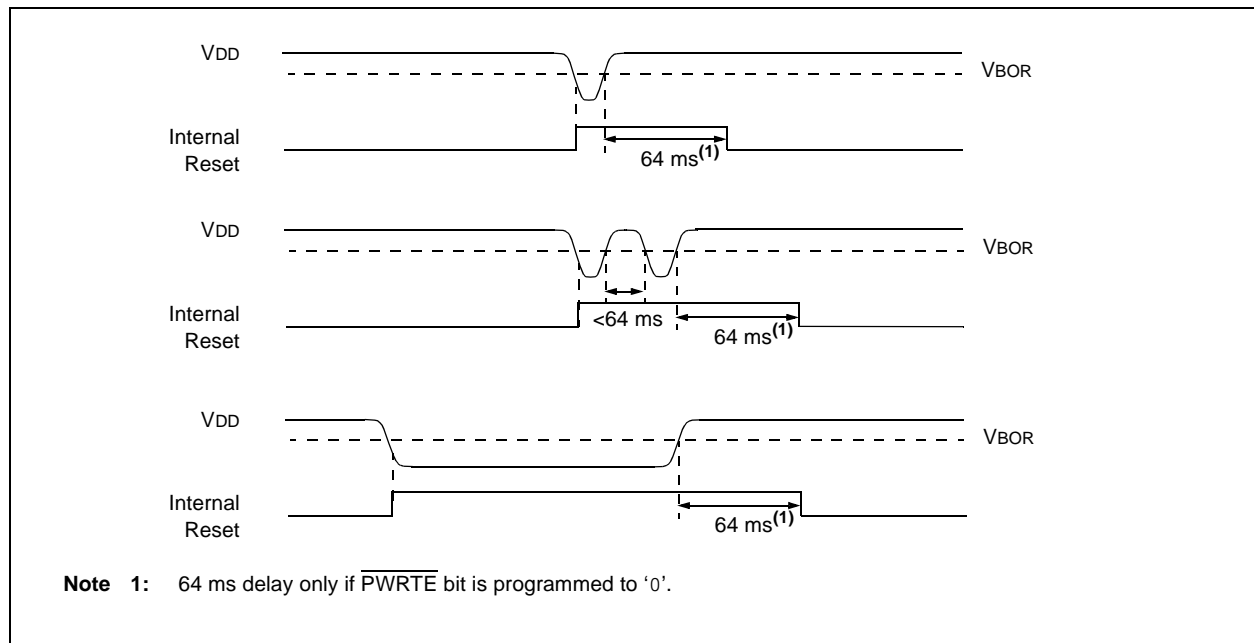 VDD
VBOR
Internal
Reset
64 ms(1)
VDD
VBOR
Internal
Reset
<64 ms
64 ms(1)
VDD
VBOR
Internal
Reset
64 ms(1)
Note 1: 64 ms delay only if PWRTE bit is programmed to ‘0’.